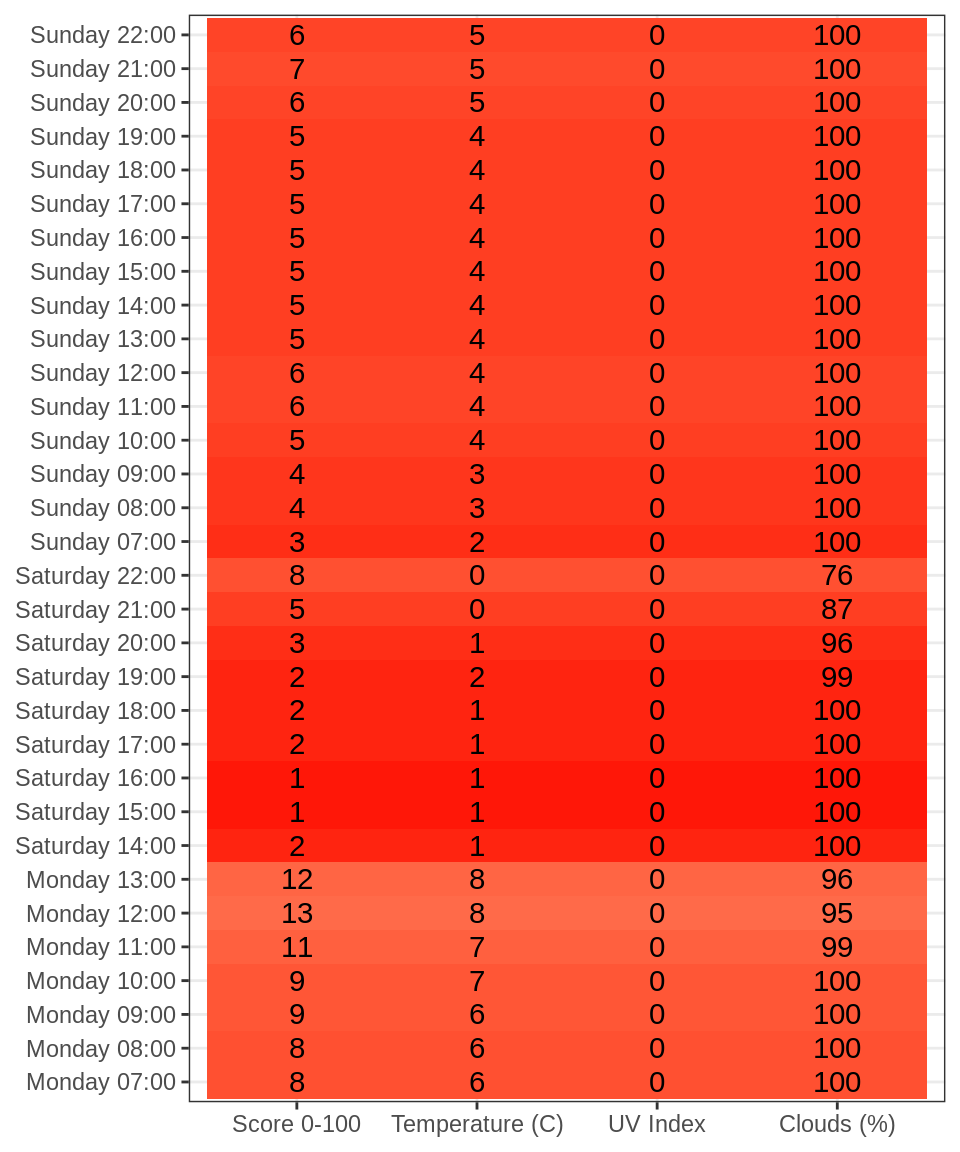 Sunday 22:00 6 5 0 100
Sunday 21:00 7 5 0 100
Sunday 20:00 6 5 0 100
Sunday 19:00 5 4 0 100
Sunday 18:00 5 4 0 100
Sunday 17:00 5 4 0 100
Sunday 16:00 5 4 0 100
Sunday 15:00 5 4 0 100
Sunday 14:00 5 4 0 100
Sunday 13:00 5 4 0 100
Sunday 12:00 6 4 0 100
Sunday 11:00 6 4 0 100
Sunday 10:00 5 4 0 100
Sunday 09:00 4 3 0 100
Sunday 08:00 4 3 0 100
Sunday 07:00 3 2 0 100
Saturday 22:00 8 0 0 76
Saturday 21:00 5 0 0 87
Saturday 20:00 3 1 0 96
Saturday 19:00 2 2 0 99
Saturday 18:00 2 1 0 100
Saturday 17:00 2 1 0 100
Saturday 16:00 1 1 0 100
Saturday 15:00 1 1 0 100
Saturday 14:00 2 1 0 100
Monday 13:00 12 8 0 96
Monday 12:00 13 8 0 95
Monday 11:00 11 7 0 99
Monday 10:00 9 7 0 100
Monday 09:00 9 6 0 100
Monday 08:00 8 6 0 100
Monday 07:00 8 6 0 100
Score 0-100 Temperature (C) UV Index Clouds (%)